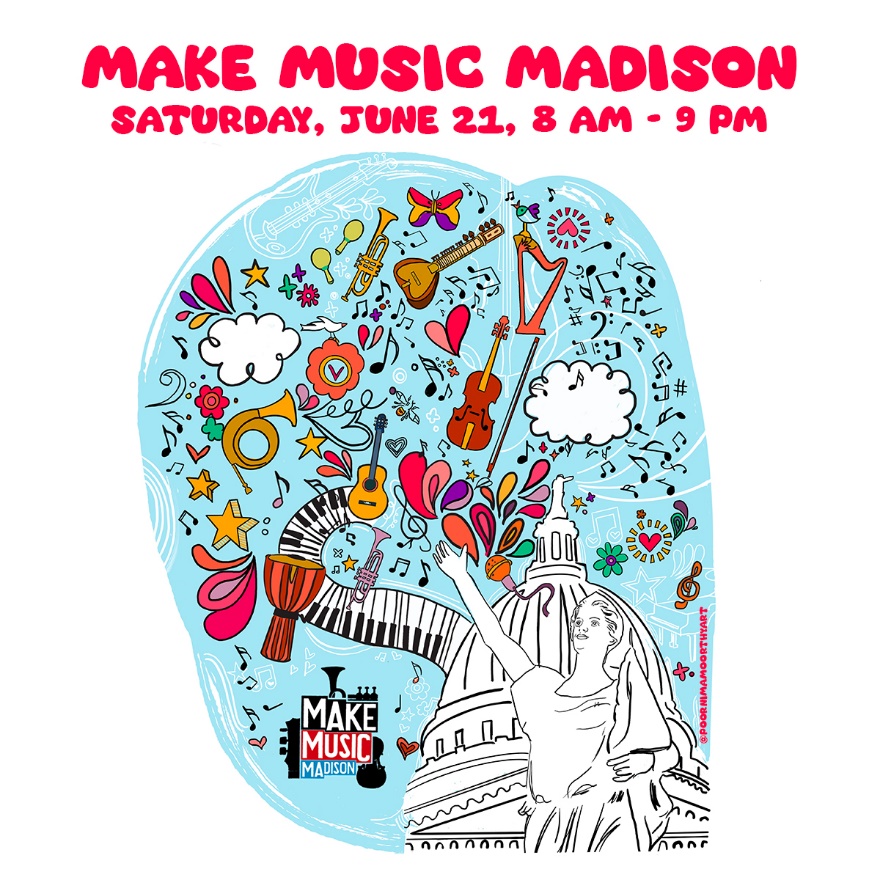 MAKE MUSIC MADISON
SATURDAY, JUNE 21, 8 AM - 9 PM
MAKE
MUSIC
MADISON
@POORNIMAMOORTHYART